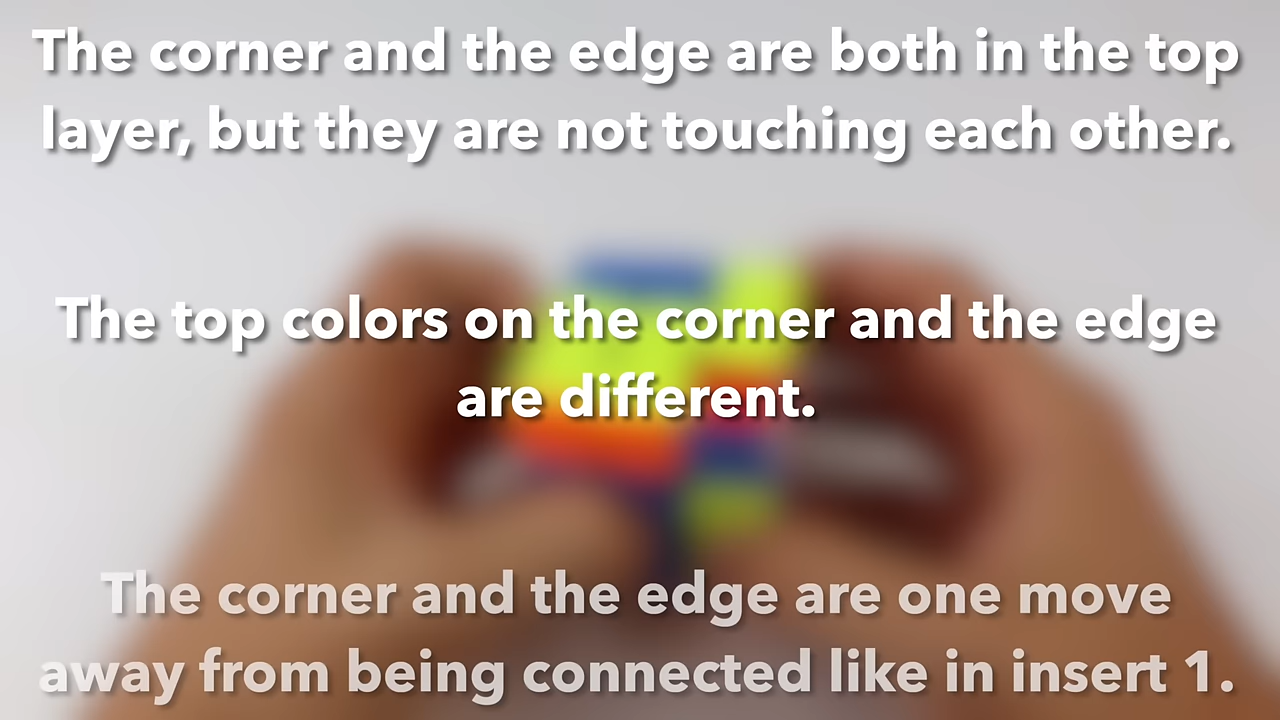 The corner and the edge are both in the top
layer, but they are not touching each other.
The top colors on the corner and the edge
are different.
The corner and the edge are one move
away from being connected like in insert 1.